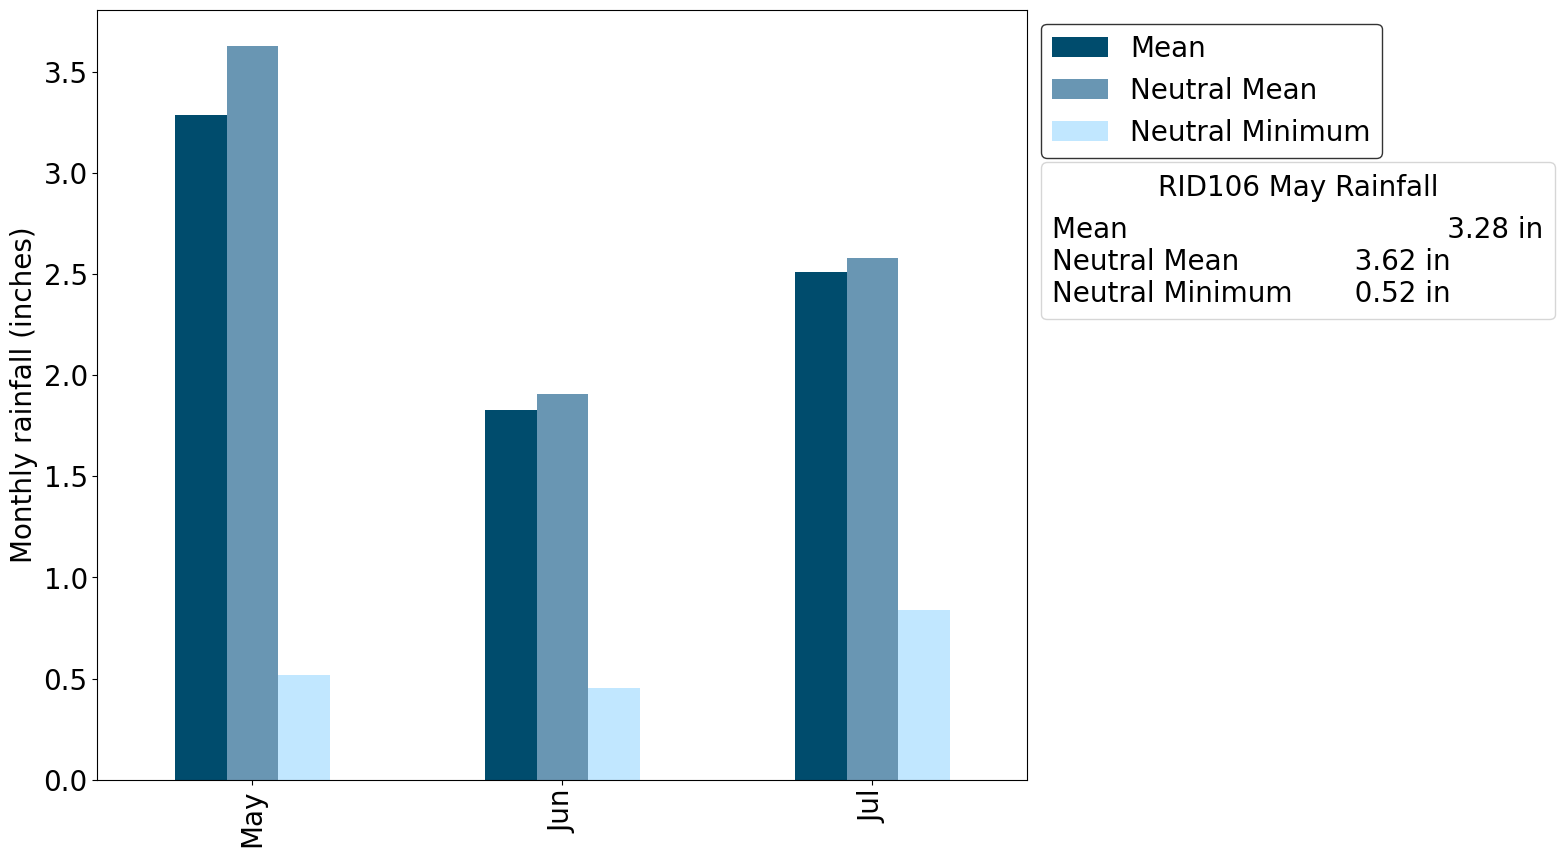 Monthly rainfall (inches)
3.5
3.0
2.5
2.0
1.5
1.0
0.5
0.0
May
Jun
Jul
Mean
Neutral Mean
Neutral Minimum
RID106 May Rainfall
Mean 3.28 in
Neutral Mean 3.62 in
Neutral Minimum 0.52 in